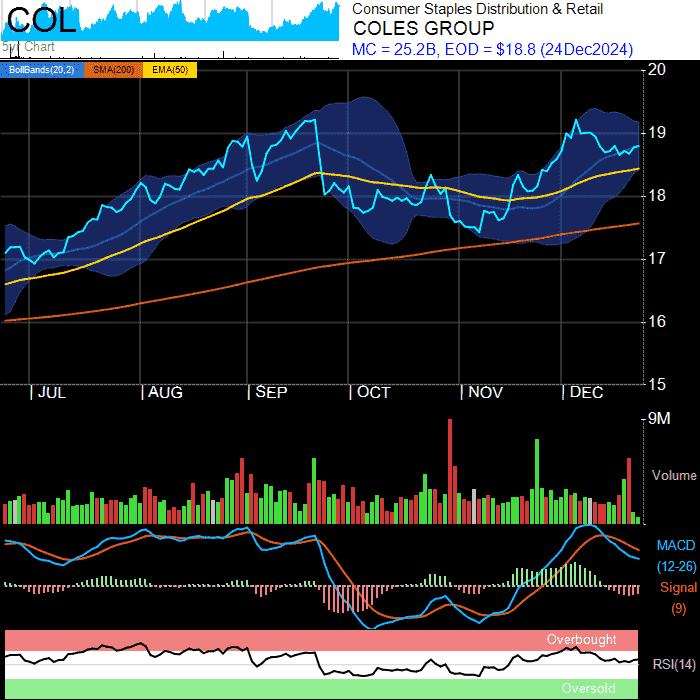 COL
5yr Chart
Consumer Staples Distribution & Retail
COLES GROUP
MC = 25.2B, EOD = $18.8 (24Dec2024)
BollBands(20,2) SMA(200) EMA(50)
20
19
18
17
16
15
JUL AUG SEP OCT NOV DEC
9M
Volume
MACD
(12-26)
Signal
(9)
Overbought
RSI(14)
Oversold